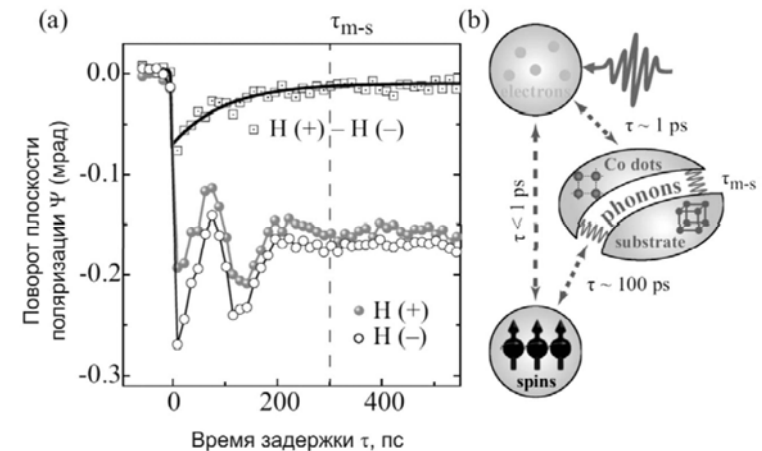 (a)
τm-s
0.0
-0.1
-0.2
-0.3
H (+) – H (–)
H (+)
H (–)
0
200
400
Поворот плоскости
поляризации Ψ (мрад)
Время задержки τ, пс
(b)
electrons
τ ~ 1 ps
Co dots
τm-s
phonons
substrate
τ < 1 ps
τ ~ 100 ps
spins